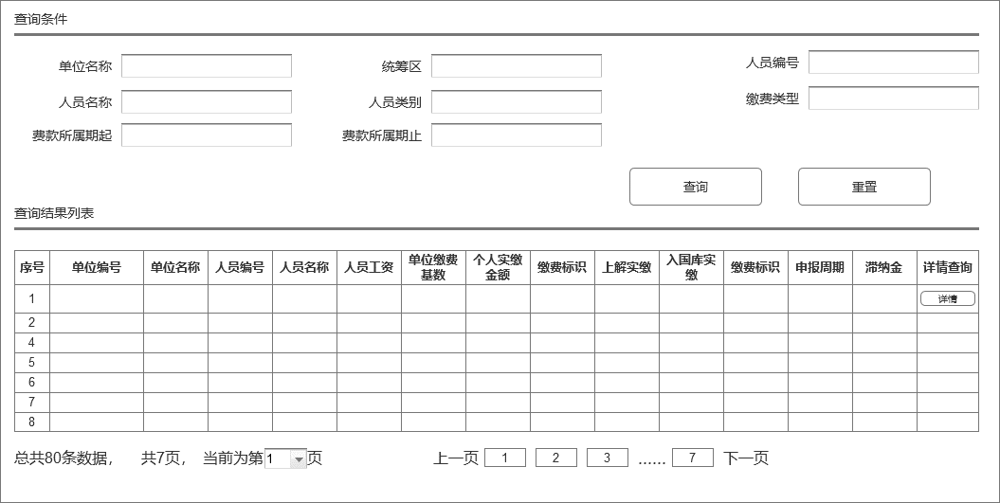 查询条件
单位名称 统筹区 人员编号
人员名称 人员类别 缴费类型
费款所属期起 费款所属期止
查询 重置
查询结果列表
序号 单位编号 单位名称 人员编号 人员名称 人员工资 单位缴费基数 个人实缴金额 缴费标识 上解实缴 入国库实缴 缴费标识 申报周期 滞纳金 详情查询
1 详情
2
4
5
6
7
8
总共80条数据， 共7页， 当前为第1页 上一页 1 2 3 ...... 7 下一页